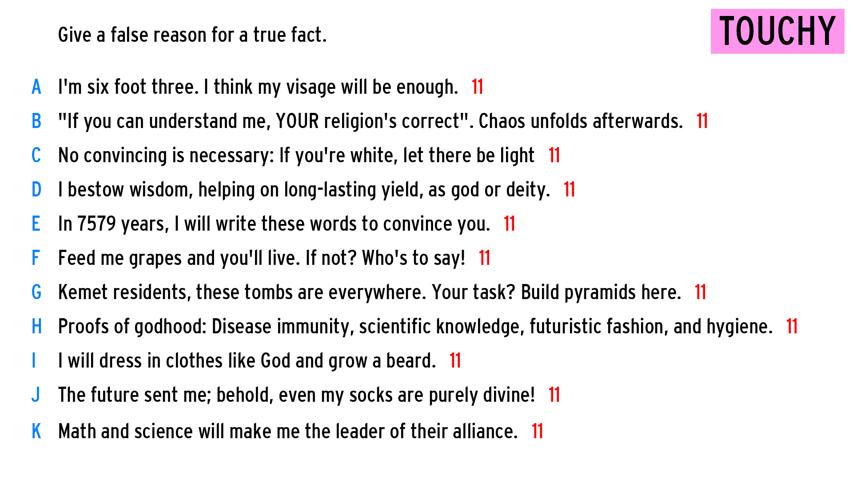 TOUCHY
Give a false reason for a true fact.
A I'm six foot three. I think my visage will be enough. 11
B "If you can understand me, YOUR religion's correct". Chaos unfolds afterwards. 11
C No convincing is necessary: If you're white, let there be light 11
D I bestow wisdom, helping on long-lasting yield, as god or deity. 11
E In 7579 years, I will write these words to convince you. 11
F Feed me grapes and you'll live. If not? Who's to say! 11
G Kemet residents, these tombs are everywhere. Your task? Build pyramids here. 11
H Proofs of godhood: Disease immunity, scientific knowledge, futuristic fashion, and hygiene. 11
I I will dress in clothes like God and grow a beard. 11
J The future sent me; behold, even my socks are purely divine! 11
K Math and science will make me the leader of their alliance. 11